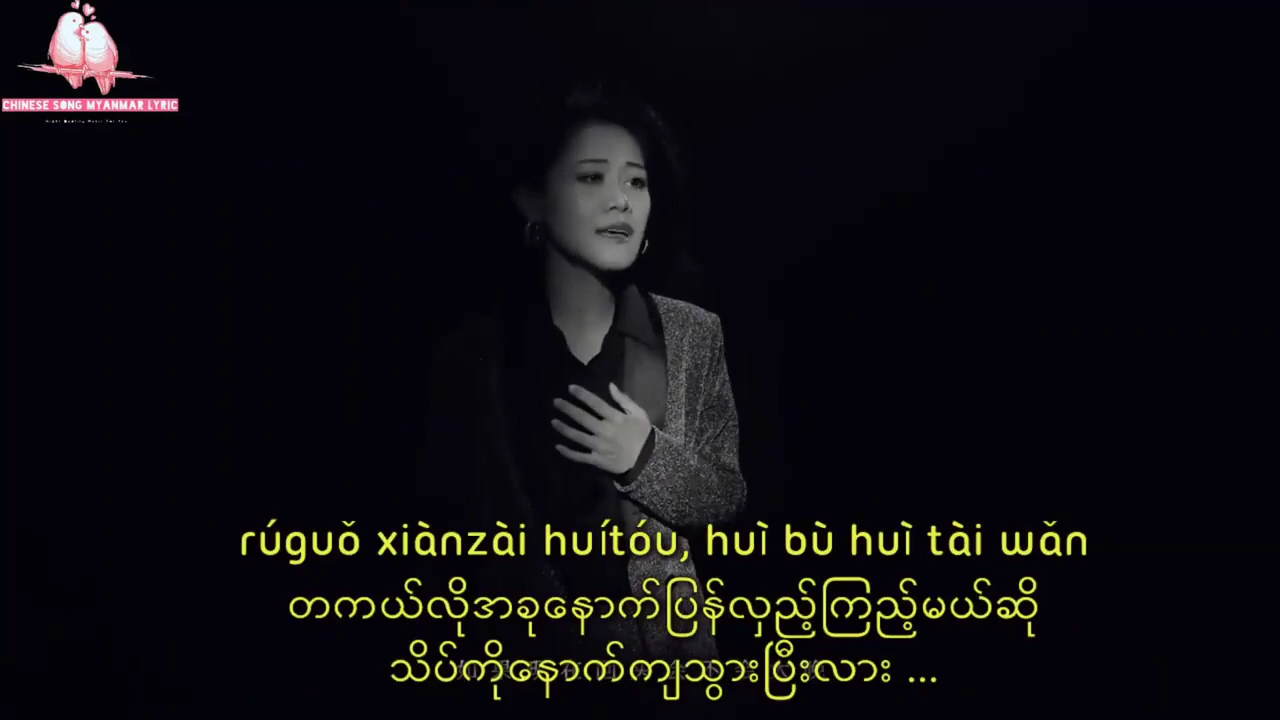 CHINESE SONG MYANMAR LYRIC
rúguǒ xiànzài huítóu, huì bù huì tài wǎn
တကယ်လိုအခုနောက်ပြန်လှည့်ကြည့်မယ်ဆို
သိပ်ကိုနောက်ကျသွားပြီးလား ...